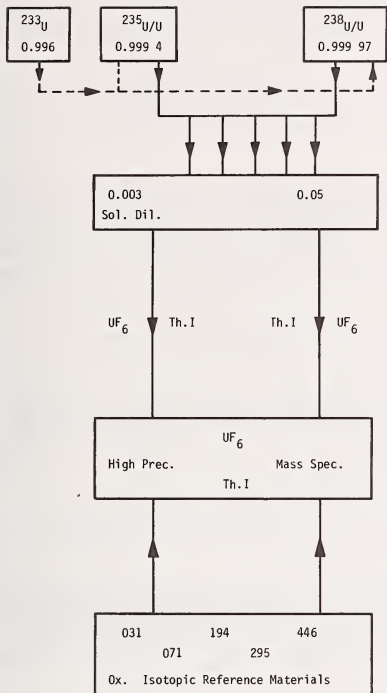 233U 235U/U 238U/U
0.996 0.999 4 0.999 97
0.003 0.05
Sol. Dil.
UF6 Th.I Th.I UF6
UF6
High Prec. Mass Spec.
Th.I
031 194 446
071 295
Ox. Isotopic Reference Materials